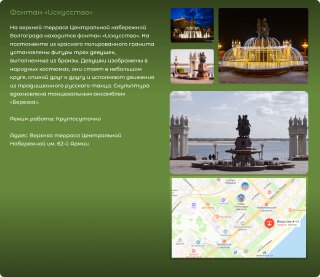 Фонтан «Искусство»
На верхней террасе Центральной набережной
Волгограда находится фонтан «Искусство». На
постаменте из красного полированного гранита
установлены фигуры трех девушек,
выполненные из бронзы. Девушки изображены в
народных костюмах, они стоят в небольшом
круге, спиной друг к другу и исполняют движения
из традиционного русского танца. Скульптура
вдохновлена танцевальным ансамблем
«Березка».
Режим работы: Круглосуточно
Адрес: Верхняя терраса Центральной
Набережной им. 62-й Армии